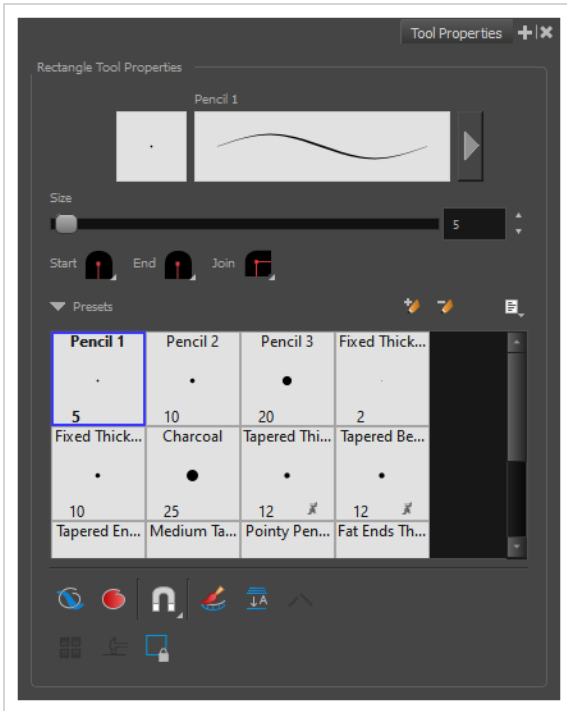 Tool Properties
Rectangle Tool Properties
Pencil 1
Size
5
Start End Join
Presets
Pencil 1 Pencil 2 Pencil 3 Fixed Thick...
5 10 20 2
Fixed Thick... Charcoal Tapered Thi... Tapered Be...
10 25 12 12
Tapered En... Medium Ta... Pointy Pen... Fat Ends Th...
A